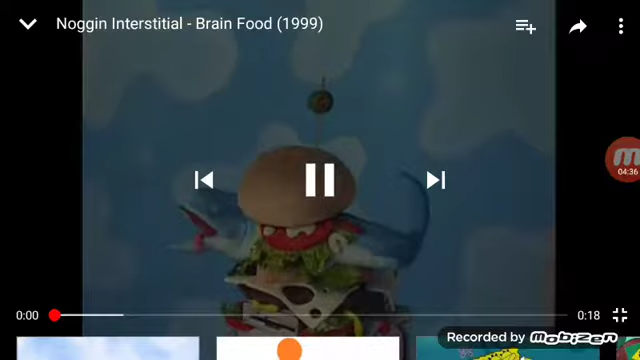 Noggin Interstitial - Brain Food (1999)
04:36
0:00
0:18
Recorded by mobizen